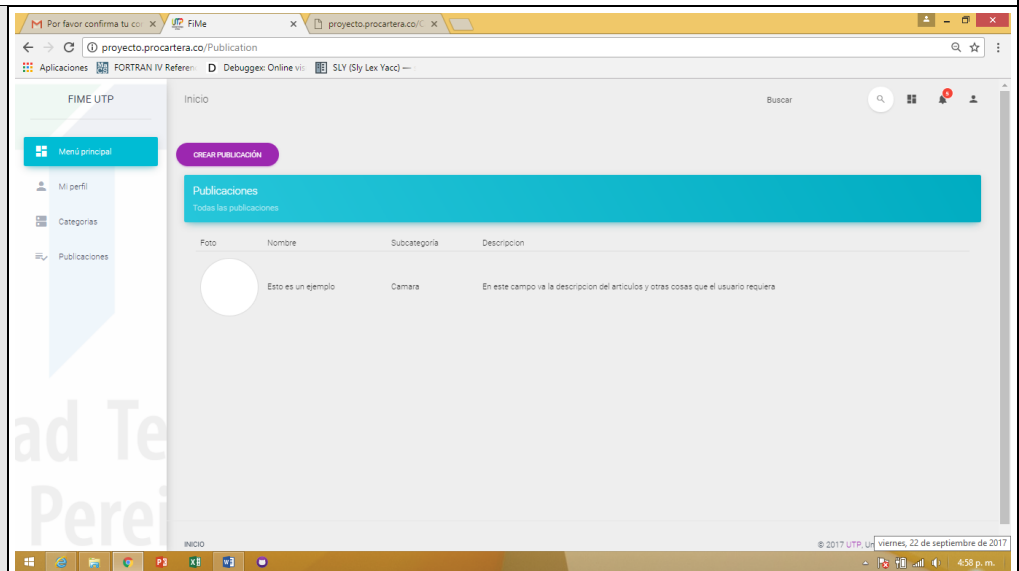 Por favor confirma tu co
FiMe
proyecto.procartera.co/C
proyecto.procartera.co/Publication
Aplicaciones
FORTRAN IV Referen
Debuggex: Online vis
SLY (Sly Lex Yacc) —
FIME UTP
Inicio
Buscar
5
Menú principal
CREAR PUBLICACIÓN
Publicaciones
Todas las publicaciones
Mi perfil
Categorias
Publicaciones
Foto Nombre Subcategoría Descripcion
Esto es un ejemplo Camara En este campo va la descripcion del articulos y otras cosas que el usuario requiera
ad Te
Perei
INICIO
© 2017 UTP, Un
viernes, 22 de septiembre de 2017
4:58 p. m.